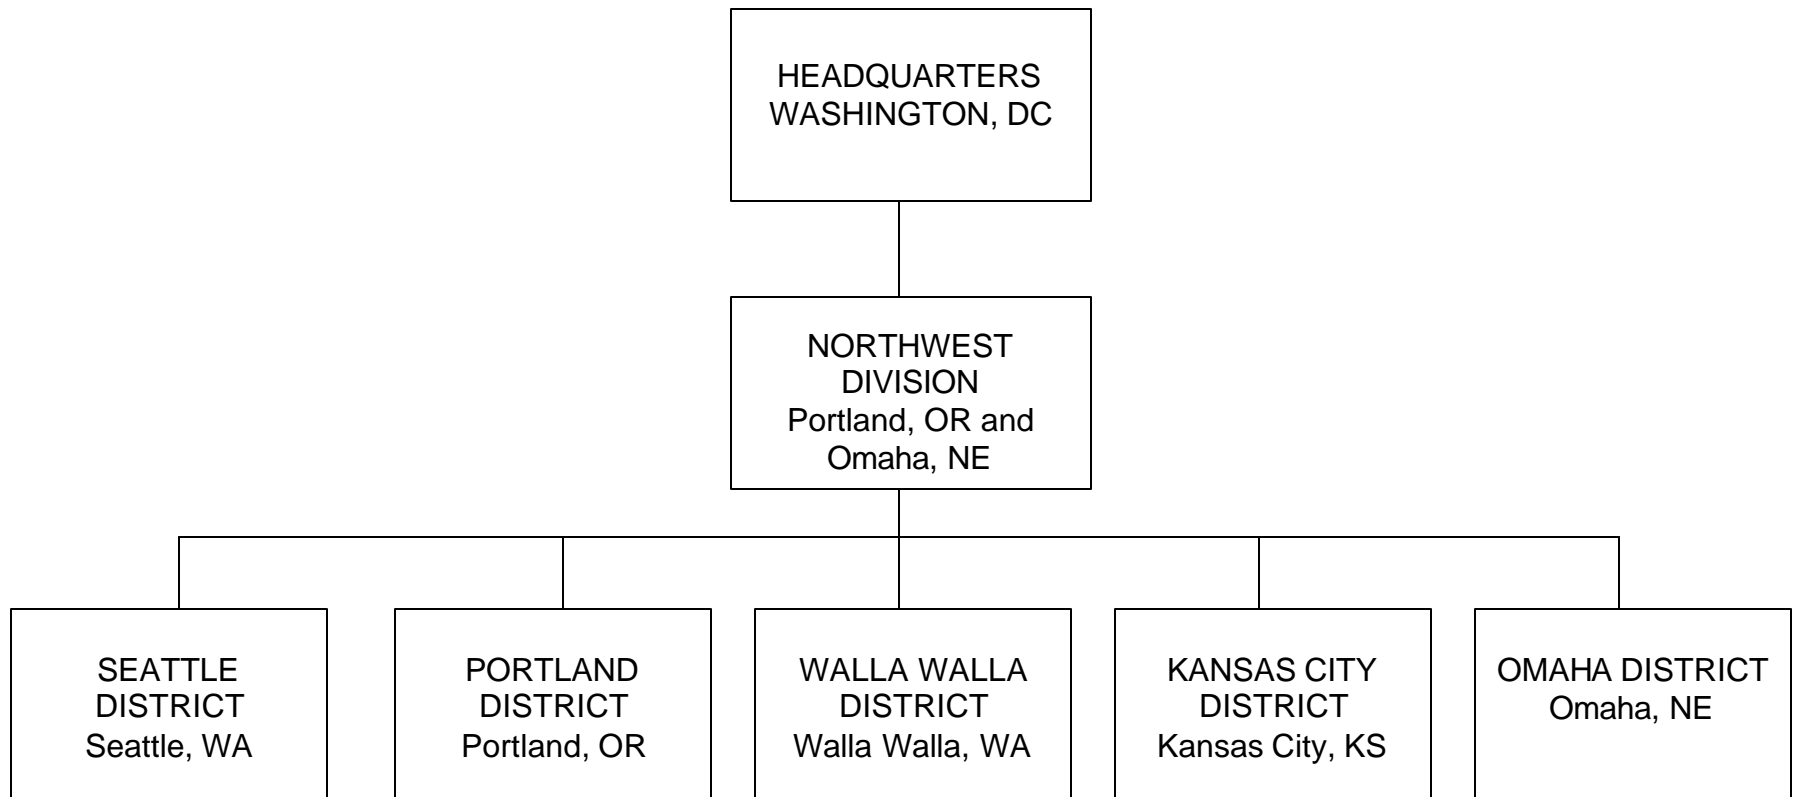 HEADQUARTERS
WASHINGTON, DC
NORTHWEST
DIVISION
Portland, OR and
Omaha, NE
SEATTLE
DISTRICT
Seattle, WA
PORTLAND
DISTRICT
Portland, OR
WALLA WALLA
DISTRICT
Walla Walla, WA
KANSAS CITY
DISTRICT
Kansas City, KS
OMAHA DISTRICT
Omaha, NE